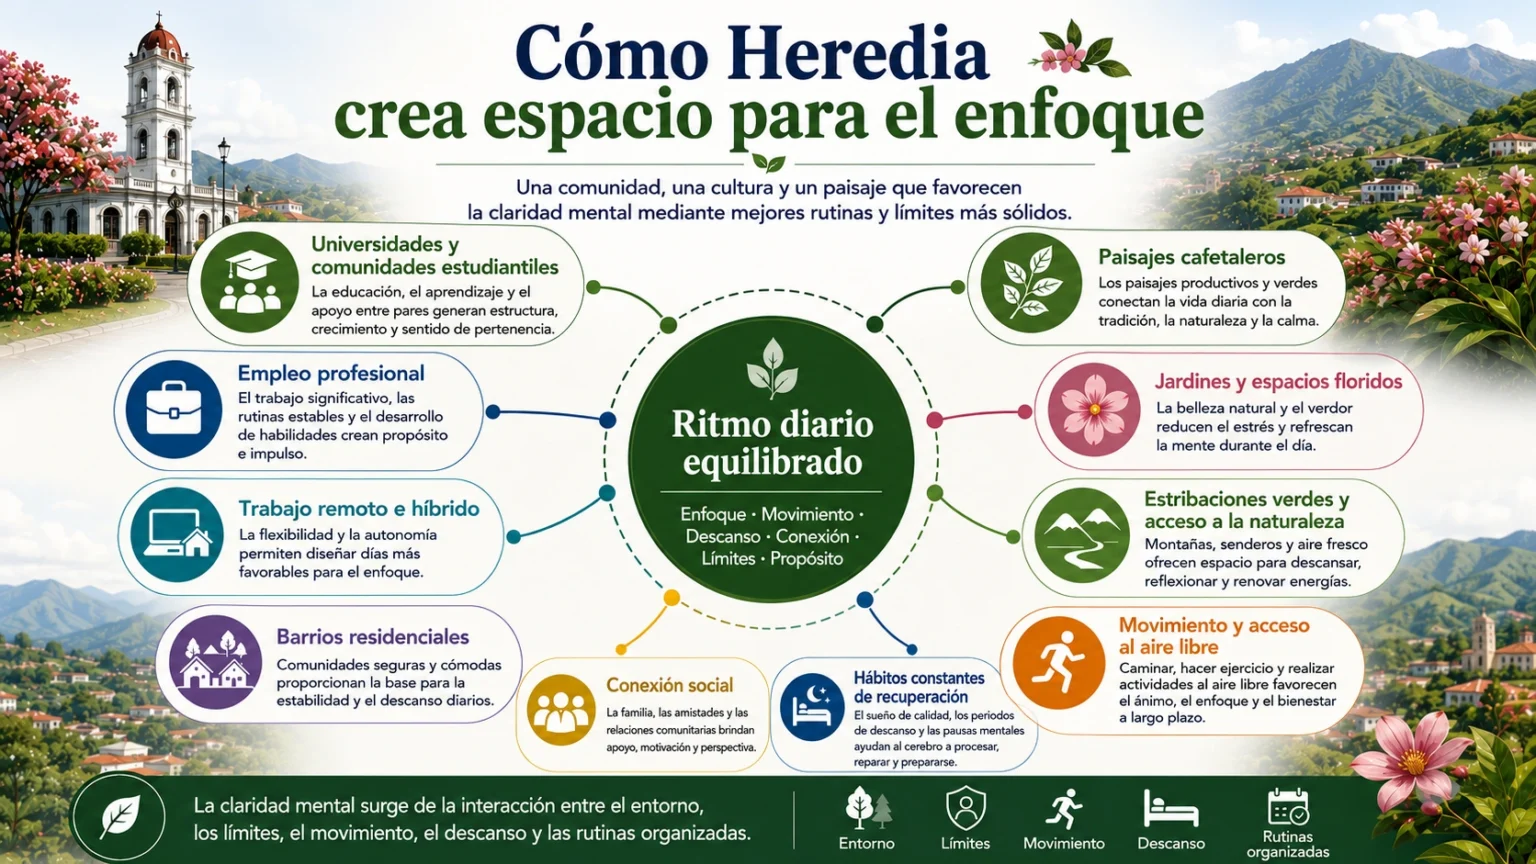 Cómo Heredia
crea espacio para el enfoque
Una comunidad, una cultura y un paisaje que favorecen
la claridad mental mediante mejores rutinas y límites más sólidos.
Universidades y
comunidades estudiantiles
La educación, el aprendizaje y el
apoyo entre pares generan estructura,
crecimiento y sentido de pertenencia.
Empleo profesional
El trabajo significativo, las
rutinas estables y el desarrollo
de habilidades crean propósito
e impulso.
Trabajo remoto e híbrido
La flexibilidad y la autonomía
permiten diseñar días más
favorables para el enfoque.
Barrios residenciales
Comunidades seguras y cómodas
proporcionan la base para la
estabilidad y el descanso diarios.
Conexión social
La familia, las amistades y las
relaciones comunitarias brindan
apoyo, motivación y perspectiva.
Ritmo diario
equilibrado
Enfoque · Movimiento ·
Descanso · Conexión ·
Límites · Propósito
Paisajes cafetaleros
Los paisajes productivos y verdes
conectan la vida diaria con la
tradición, la naturaleza y la calma.
Jardines y espacios floridos
La belleza natural y el verdor
reducen el estrés y refrescan
la mente durante el día.
Estribaciones verdes y
acceso a la naturaleza
Montañas, senderos y aire fresco
ofrecen espacio para descansar,
reflexionar y renovar energías.
Movimiento y acceso
al aire libre
Caminar, hacer ejercicio y realizar
actividades al aire libre favorecen
el ánimo, el enfoque y el bienestar
a largo plazo.
Hábitos constantes
de recuperación
El sueño de calidad, los periodos
de descanso y las pausas mentales
ayudan al cerebro a procesar,
reparar y prepararse.
La claridad mental surge de la interacción entre el entorno,
los límites, el movimiento, el descanso y las rutinas organizadas.
Entorno
Límites
Movimiento
Descanso
Rutinas
organizadas